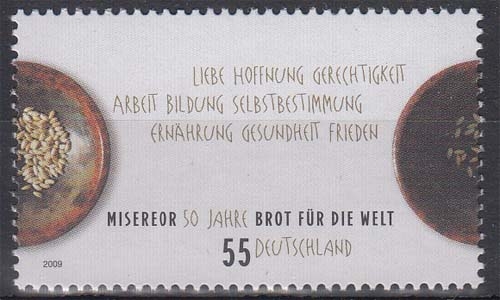 LIEBE HOFFNUNG GERECHTIGKEIT
ARBEIT BILDUNG SELBSTBESTIMMUNG
ERNÄHRUNG GESUNDHEIT FRIEDEN
MISEREOR 50 JAHRE BROT FÜR DIE WELT
55 DEUTSCHLAND
2009